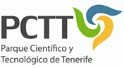 PCTT
Parque Científico y
Tecnológico de Tenerife